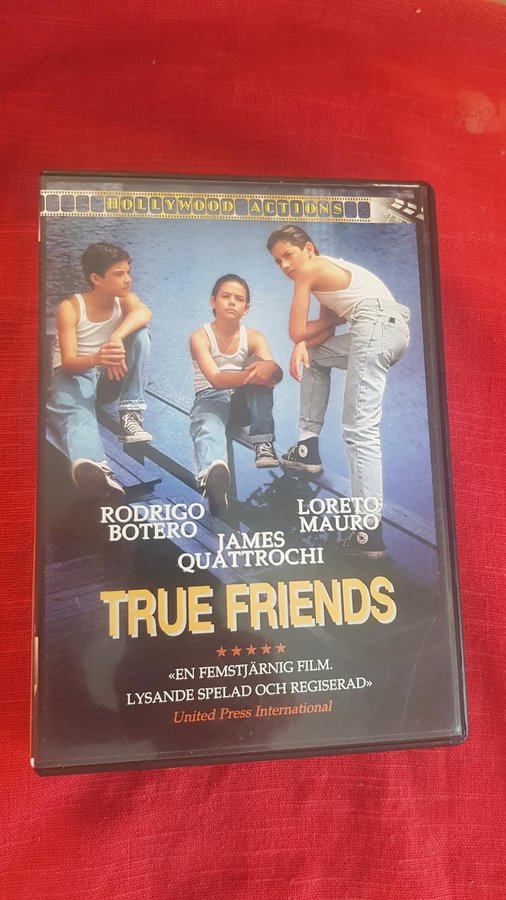 HOLLYWOOD ACTIONS
RODRIGO
BOTERO
LORETO
MAURO
JAMES
QUATTROCHI
TRUE FRIENDS
«EN FEMSTJÄRNIG FILM.
LYSANDE SPELAD OCH REGISERAD»
United Press International